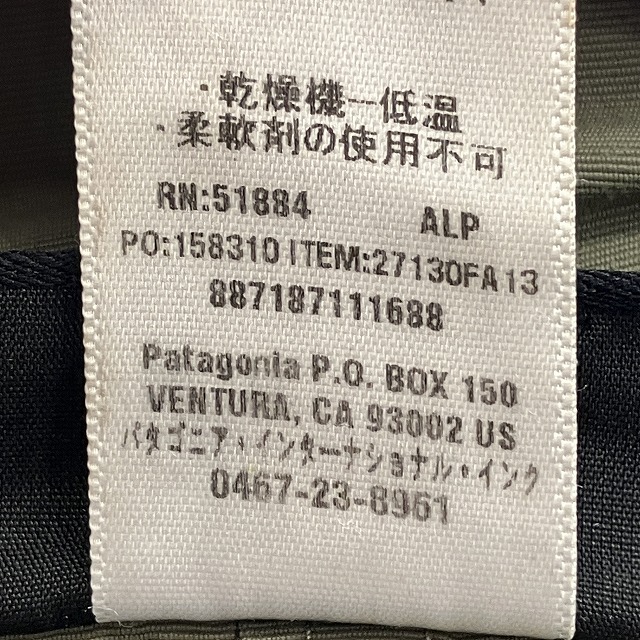 ・乾燥機―低温
・柔軟剤の使用不可
RN:51884 ALP
PO:158310 ITEM:27130FA13
887187111688
Patagonia P.O. BOX 150
VENTURA, CA 93002 US
パタゴニア・インターナショナル・インク
0467-23-8961